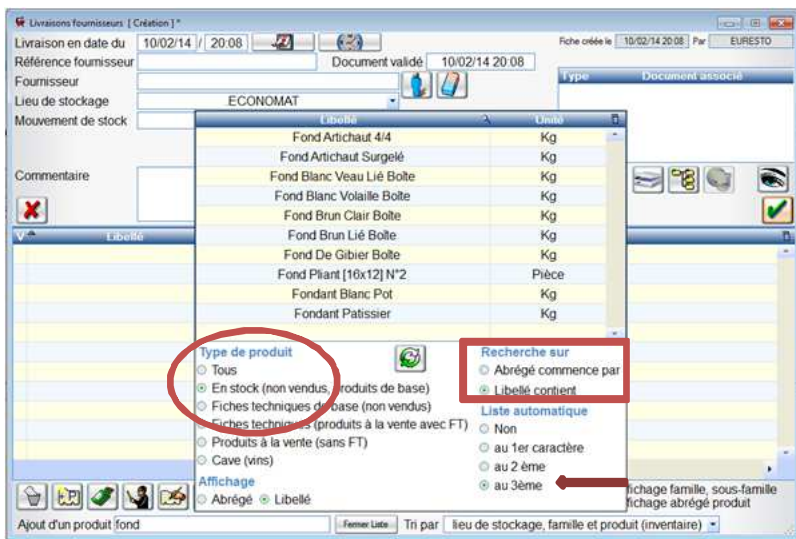 Livraisons fournisseurs [ Création ] *
Livraison en date du 10/02/14 / 20:08 Fiche créée le 10/02/14 20:08 Par EURESTO
Référence fournisseur Document validé 10/02/14 20:08
Fournisseur Type Document associé
Lieu de stockage ECONOMAT
Mouvement de stock
Commentaire
Libellé Unité
Fond Artichaut 4/4 Kg
Fond Artichaut Surgelé Kg
Fond Blanc Veau Lié Boîte Kg
Fond Blanc Volaille Boîte Kg
Fond Brun Clair Boîte Kg
Fond Brun Lié Boîte Kg
Fond De Gibier Boîte Kg
Fond Pliant [16x12] N°2 Pièce
Fondant Blanc Pot Kg
Fondant Patissier Kg
V Libellé
Type de produit
Tous
En stock (non vendus, produits de base)
Fiches techniques de base (non vendus)
Fiches techniques (produits à la vente avec FT)
Produits à la vente (sans FT)
Cave (vins)
Affichage
Abrégé Libellé
Recherche sur
Abrégé commence par
Libellé contient
Liste automatique
Non
au 1er caractère
au 2 ème
au 3ème
ffichage famille, sous-famille
ffichage abrégé produit
Ajout d'un produit fond Fermer Liste Tri par lieu de stockage, famille et produit (inventaire)